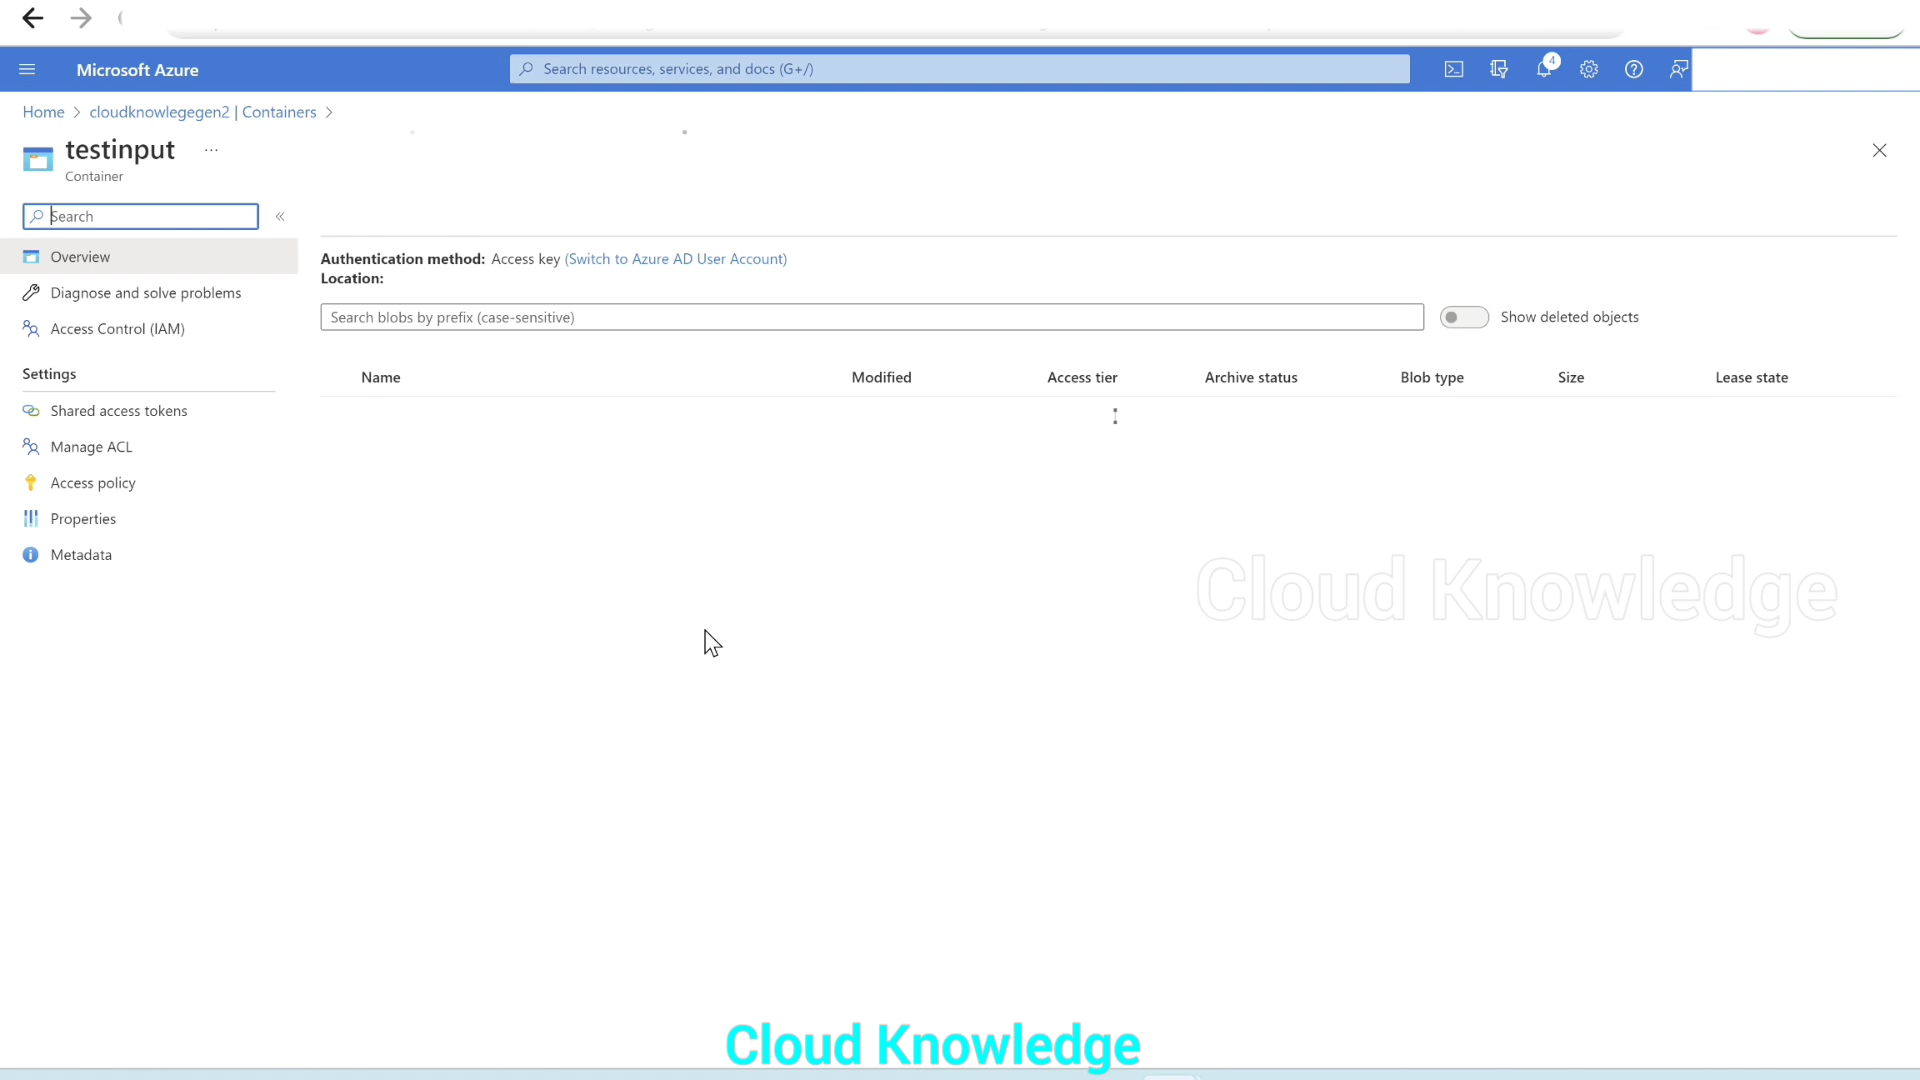 Microsoft Azure
Search resources, services, and docs (G+/)
4
Home > cloudknowlegegen2 | Containers >
testinput ...
Container
Search «
Overview
Diagnose and solve problems
Access Control (IAM)
Settings
Shared access tokens
Manage ACL
Access policy
Properties
Metadata
Authentication method: Access key (Switch to Azure AD User Account)
Location:
Search blobs by prefix (case-sensitive)
Show deleted objects
Name Modified Access tier Archive status Blob type Size Lease state
Cloud Knowledge
Cloud Knowledge